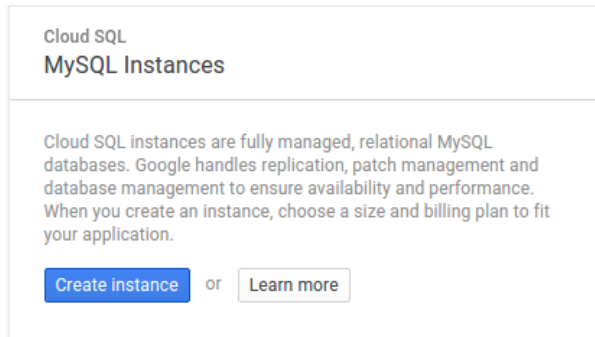 Cloud SQL
MySQL Instances
Cloud SQL instances are fully managed, relational MySQL
databases. Google handles replication, patch management and
database management to ensure availability and performance.
When you create an instance, choose a size and billing plan to fit
your application.
Create instance or Learn more